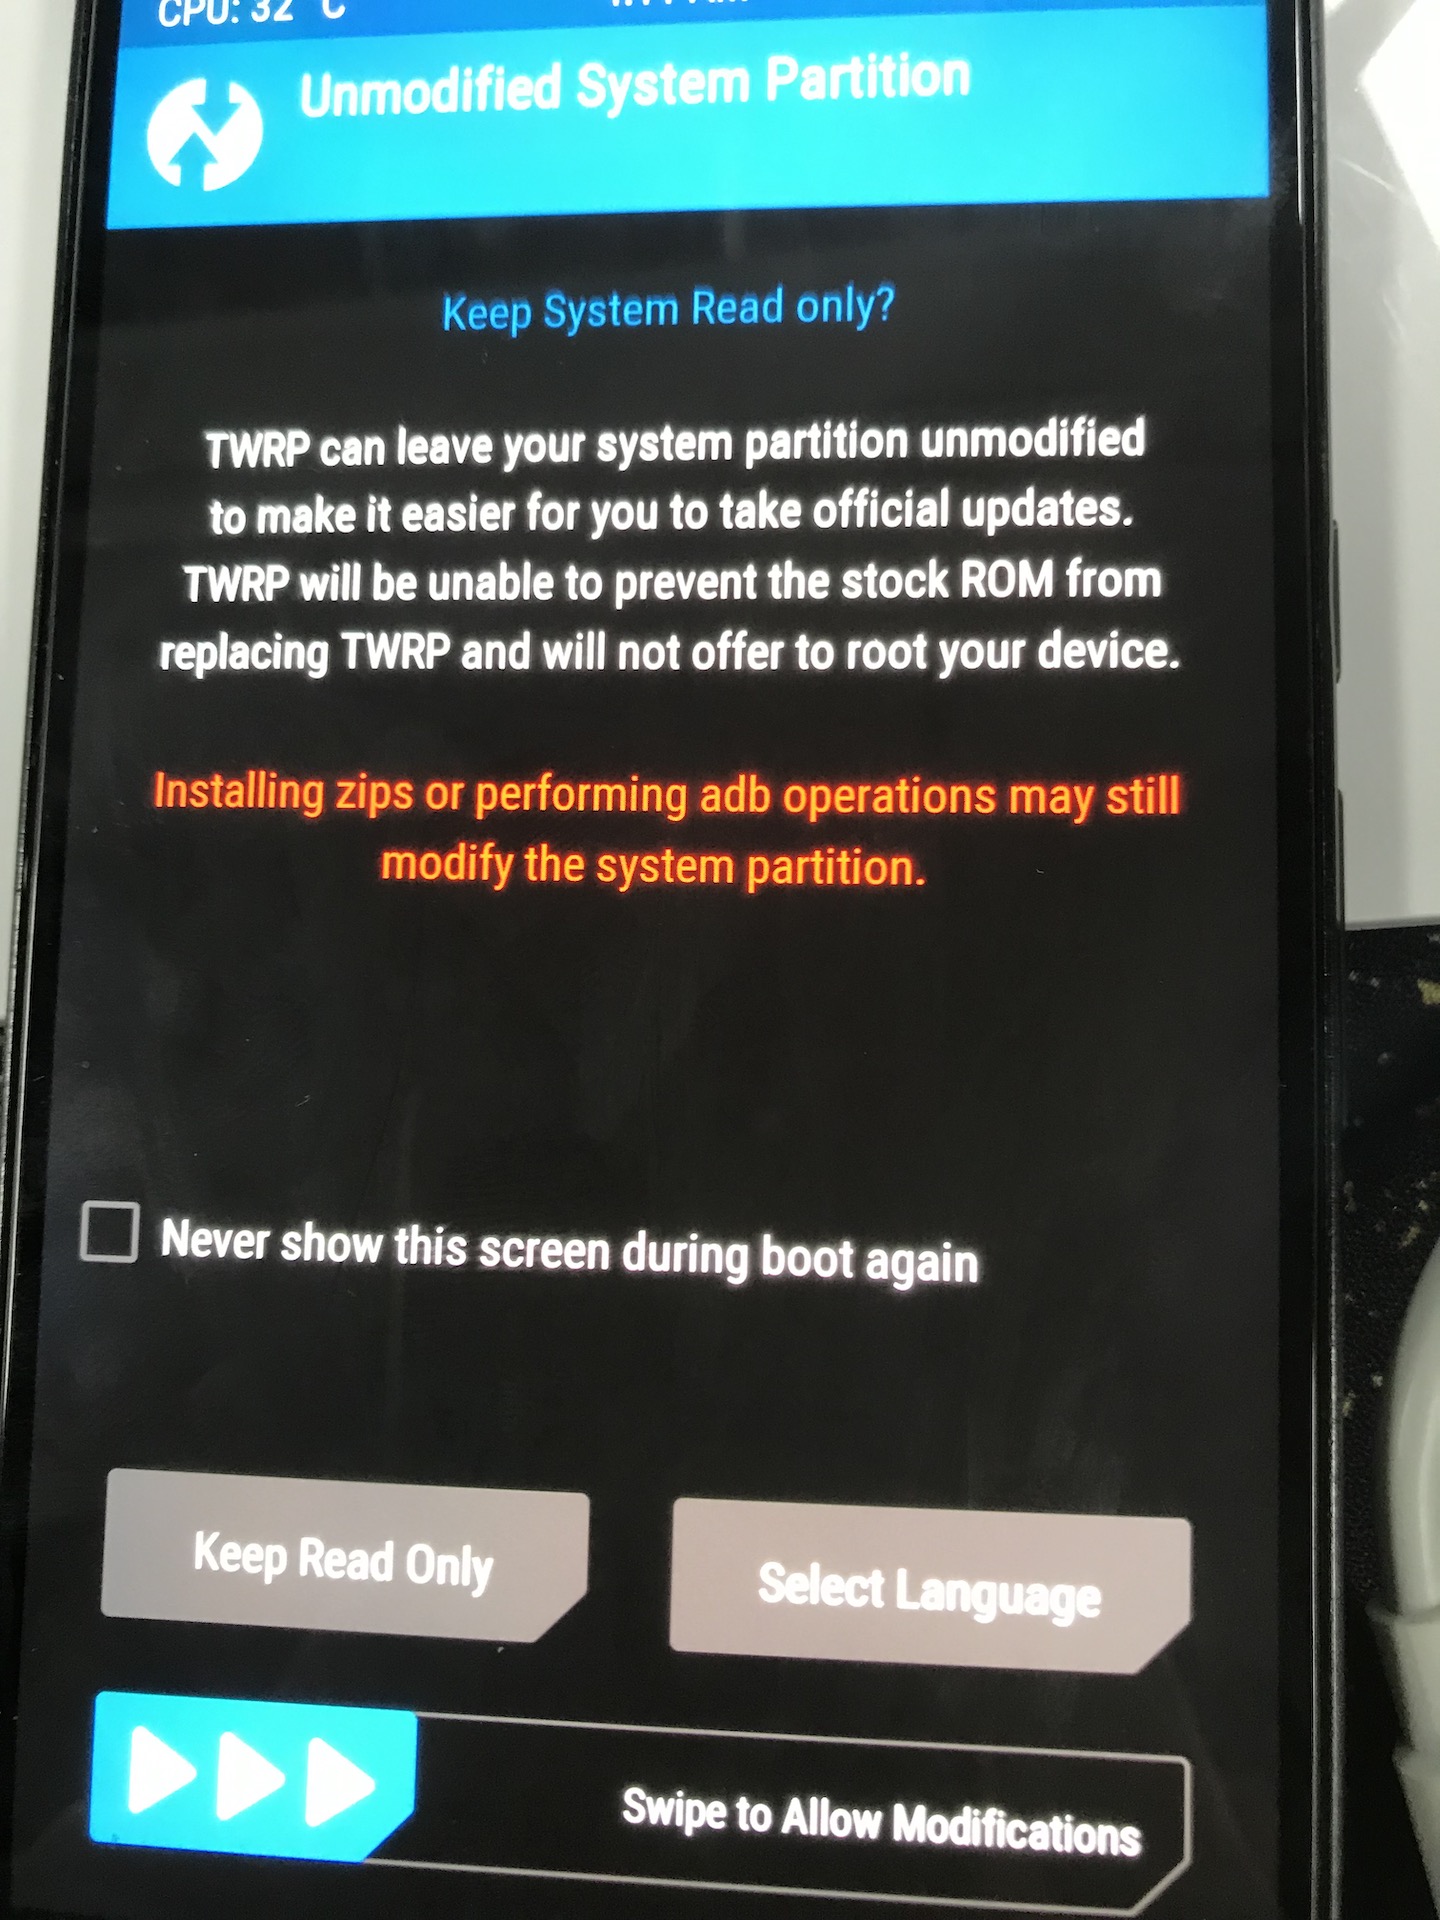 CPU: 32 °C
Unmodified System Partition
Keep System Read only?
TWRP can leave your system partition unmodified
to make it easier for you to take official updates.
TWRP will be unable to prevent the stock ROM from
replacing TWRP and will not offer to root your device.
Installing zips or performing adb operations may still
modify the system partition.
Never show this screen during boot again
Keep Read Only
Select Language
Swipe to Allow Modifications